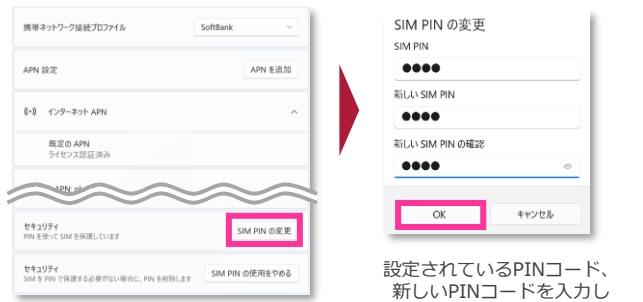 携帯ネットワーク接続プロファイル
SoftBank
APN 設定
APN を追加
インターネット APN
既定の APN
ライセンス認証済み
APN:
セキュリティ
PIN を使って SIM を保護しています
SIM PIN の変更
セキュリティ
SIM を PIN で保護する必要がない場合に、PIN を削除します
SIM PIN の使用をやめる
SIM PIN の変更
SIM PIN
●●●●
新しい SIM PIN
●●●●
新しい SIM PIN の確認
●●●●
OK
キャンセル
設定されているPINコード、
新しいPINコードを入力し